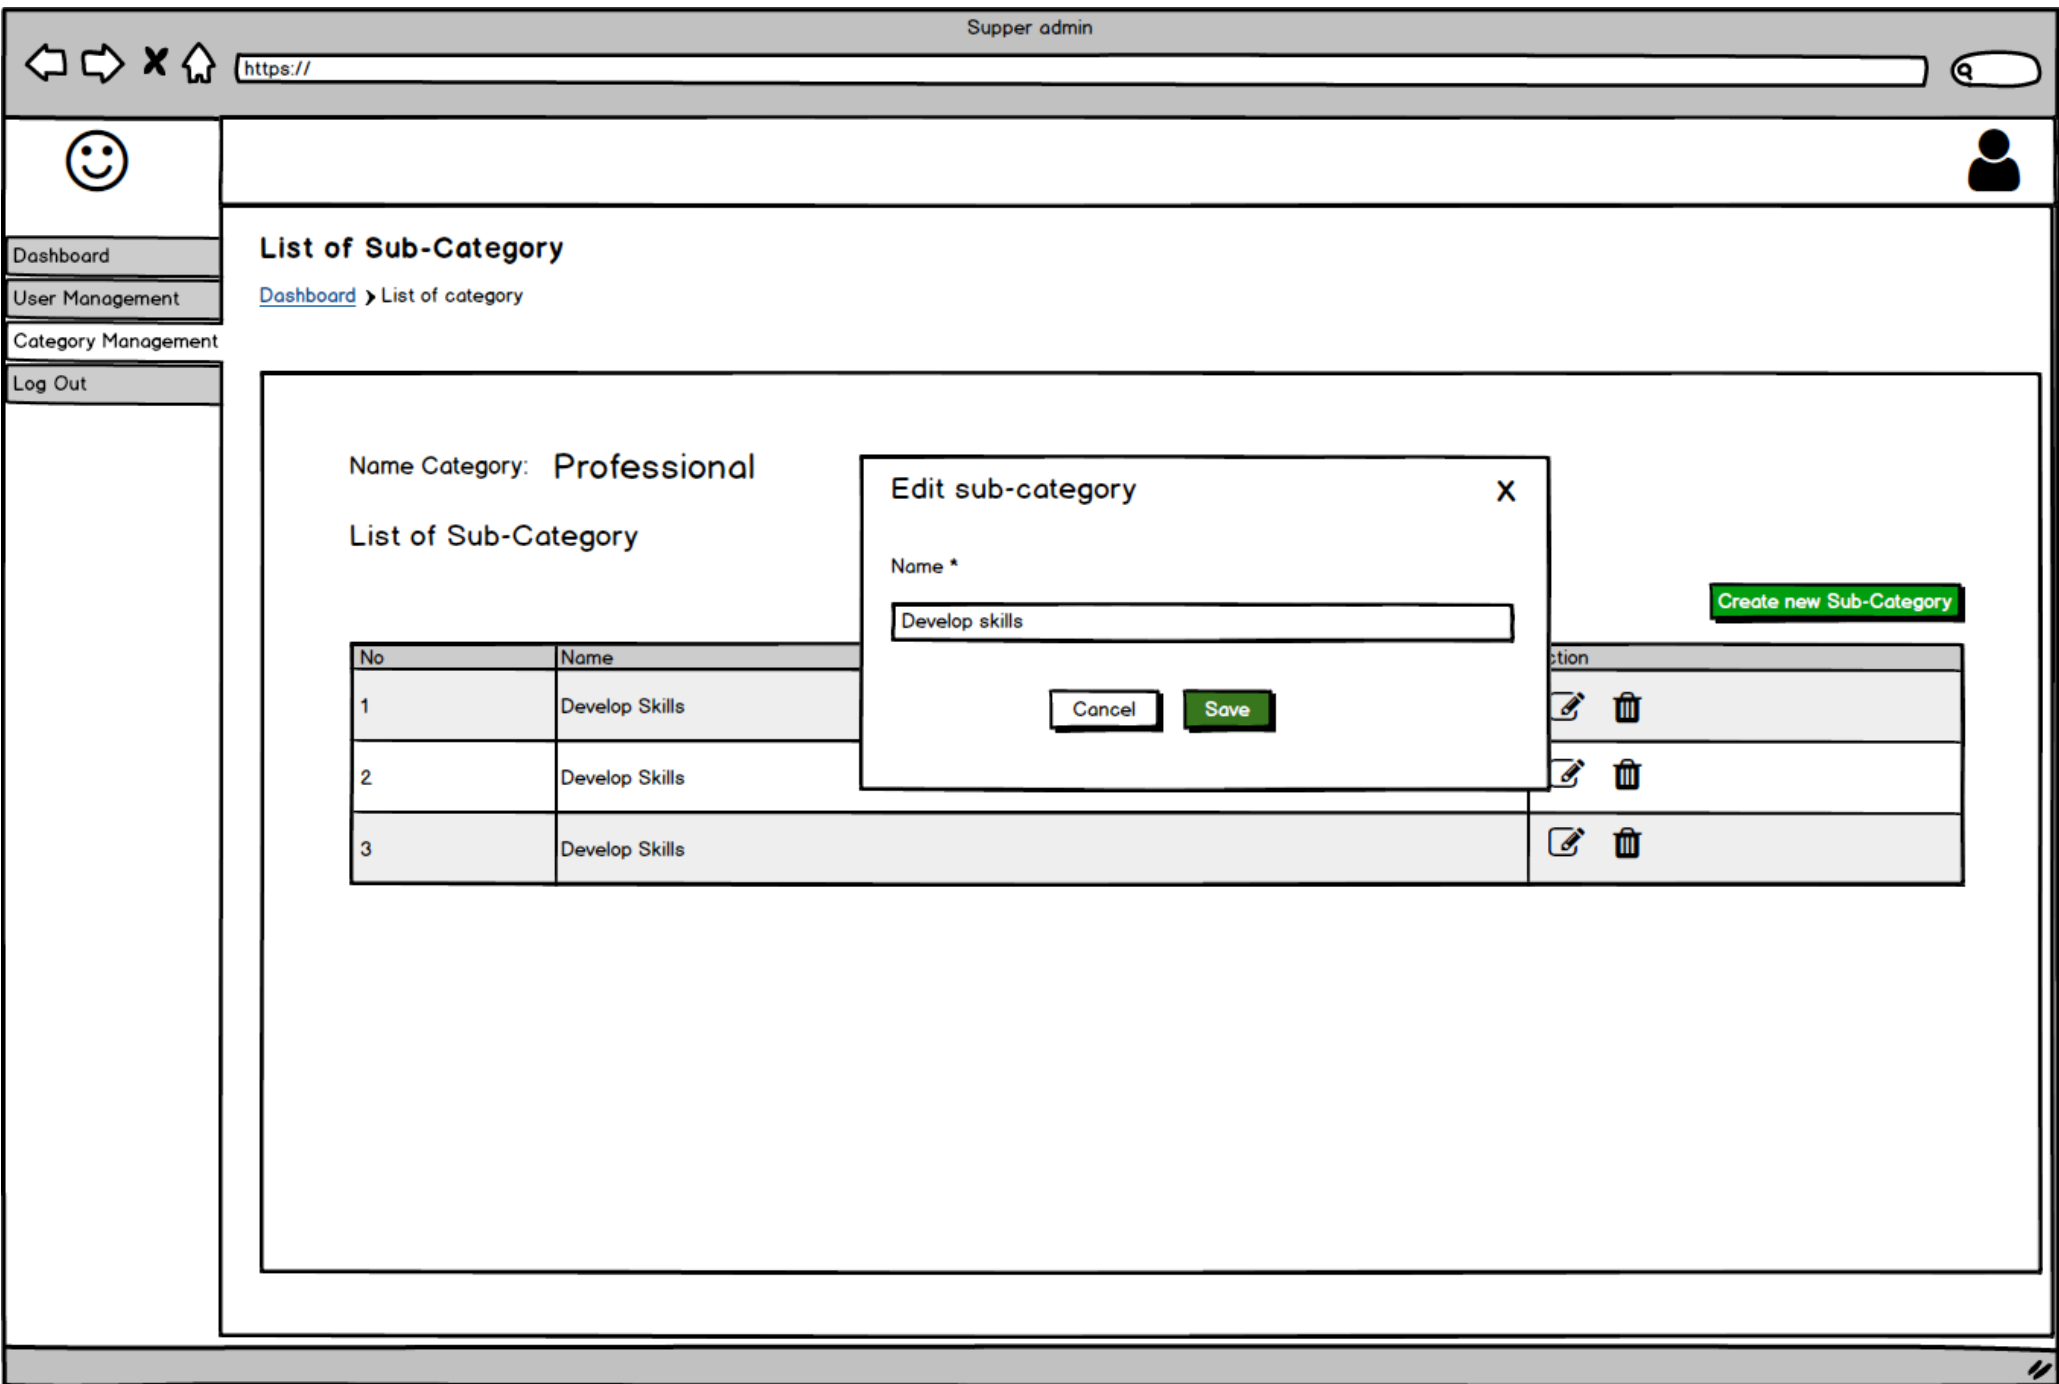 Supper admin
https://
Dashboard
User Management
Category Management
Log Out
List of Sub-Category
Dashboard > List of category
Name Category: Professional
List of Sub-Category
Edit sub-category X
Name *
Develop skills
Cancel Save
Create new Sub-Category
No Name ction
1 Develop Skills
2 Develop Skills
3 Develop Skills